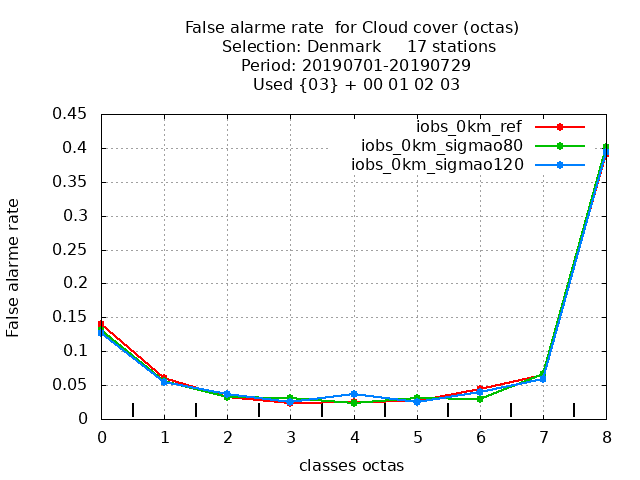 False alarme rate  for Cloud cover (octas)
Selection: Denmark     17 stations
Period: 20190701-20190729
Used {03} + 00 01 02 03
iobs_0km_ref
iobs_0km_sigmao80
iobs_0km_sigmao120
0.45
0.4
0.35
0.3
0.25
0.2
0.15
0.1
0.05
0
False alarme rate
0 1 2 3 4 5 6 7 8
classes octas